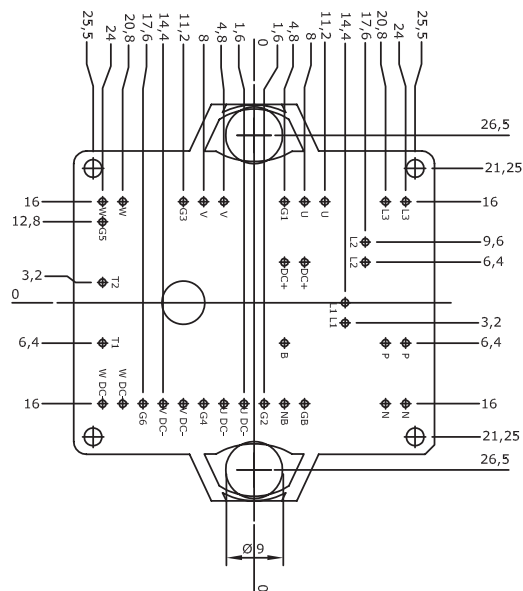 25,5
24
20,8
17,6
14,4
11,2
8
4,8
1,6
0
1,6
4,8
8
11,2
14,4
17,6
20,8
24
25,5
26,5
21,25
16
12,8
W
W
G5
G3
V
V
G1
U
U
L3
L3
16
L2
L2
9,6
6,4
3,2
T2
DC+
DC+
0
L1
L1
3,2
6,4
T1
B
P
P
6,4
16
W DC-
W DC-
G6
V DC-
V DC-
G4
U DC-
U DC-
G2
NB
GB
N
N
16
21,25
26,5
Ø 9
0